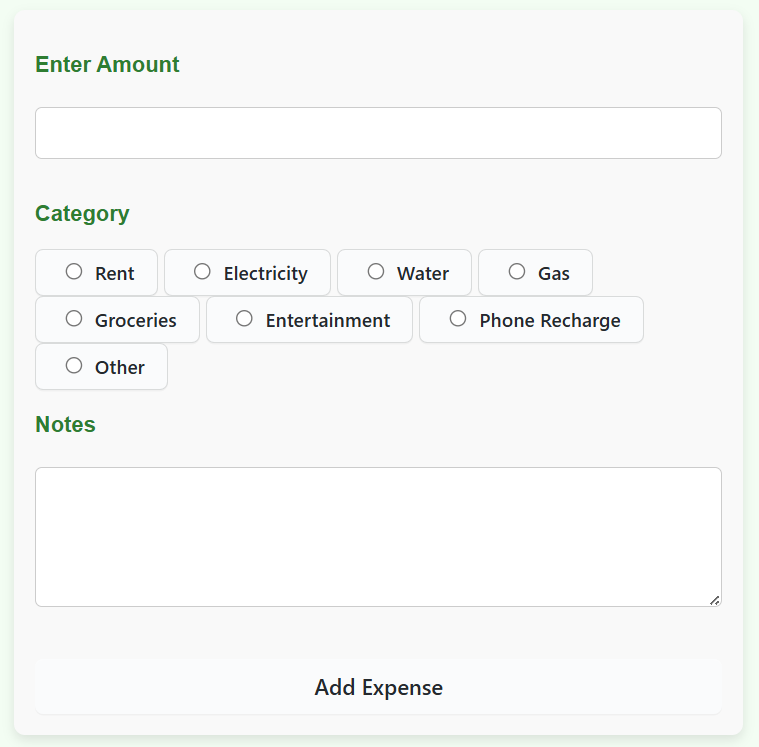 Enter Amount
Category
Rent Electricity Water Gas
Groceries Entertainment Phone Recharge
Other
Notes
Add Expense